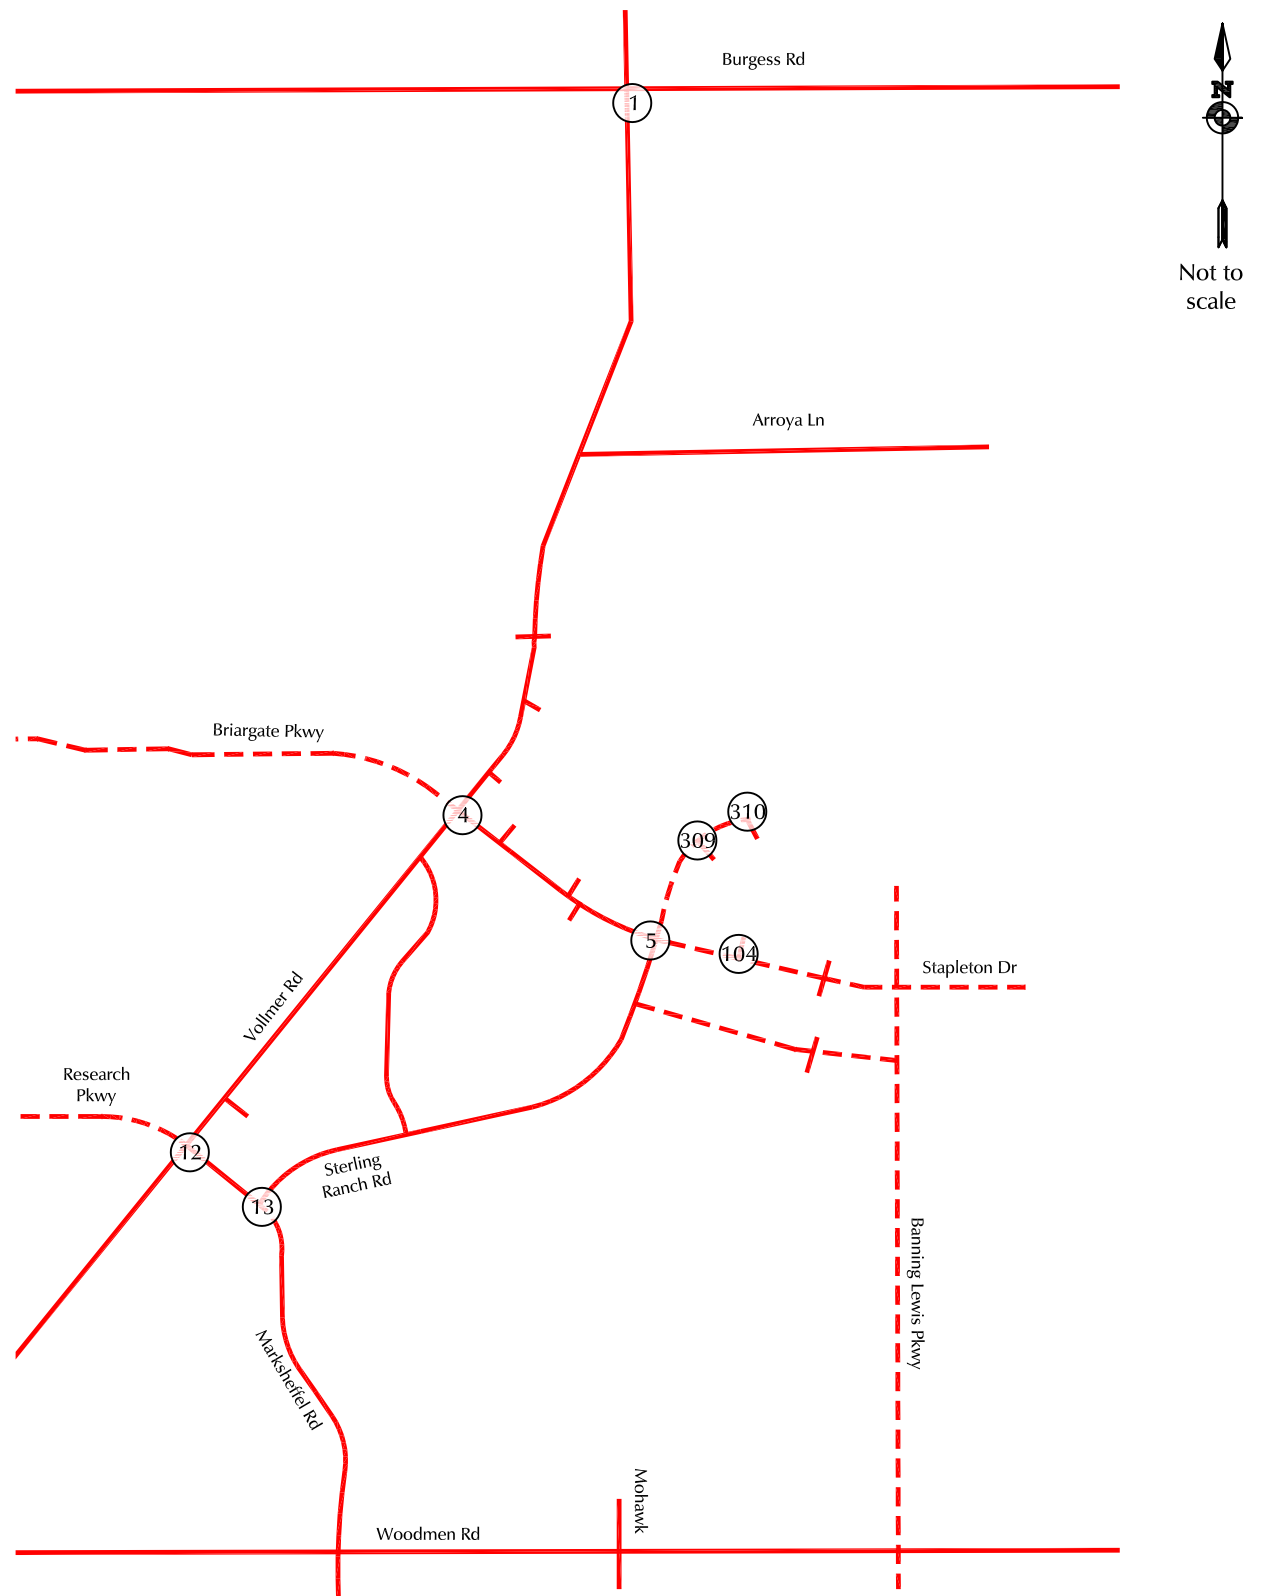 Burgess Rd
N
1
Not to
scale
Arroya Ln
Briargate Pkwy
4
310
309
5
104
Stapleton Dr
Vollmer Rd
Research
Pkwy
12
Sterling
Ranch Rd
13
Banning Lewis Pkwy
Marksheffel Rd
Mohawk
Woodmen Rd